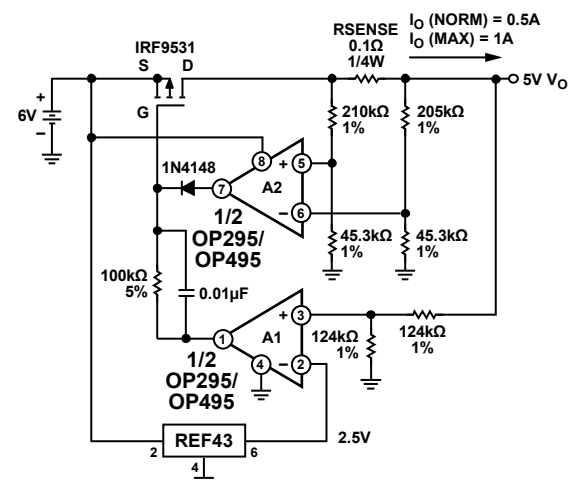 RSENSE
0.1Ω
1/4W
I_O (NORM) = 0.5A
I_O (MAX) = 1A
IRF9531
S D
G
+
6V
–
5V V_O
210kΩ
1%
205kΩ
1%
1N4148
8
+ 5
7
A2
– 6
1/2
OP295/
OP495
45.3kΩ
1%
45.3kΩ
1%
100kΩ
5%
0.01µF
+ 3
1
A1
4
– 2
124kΩ
1%
124kΩ
1%
1/2
OP295/
OP495
REF43
2
4
6
2.5V